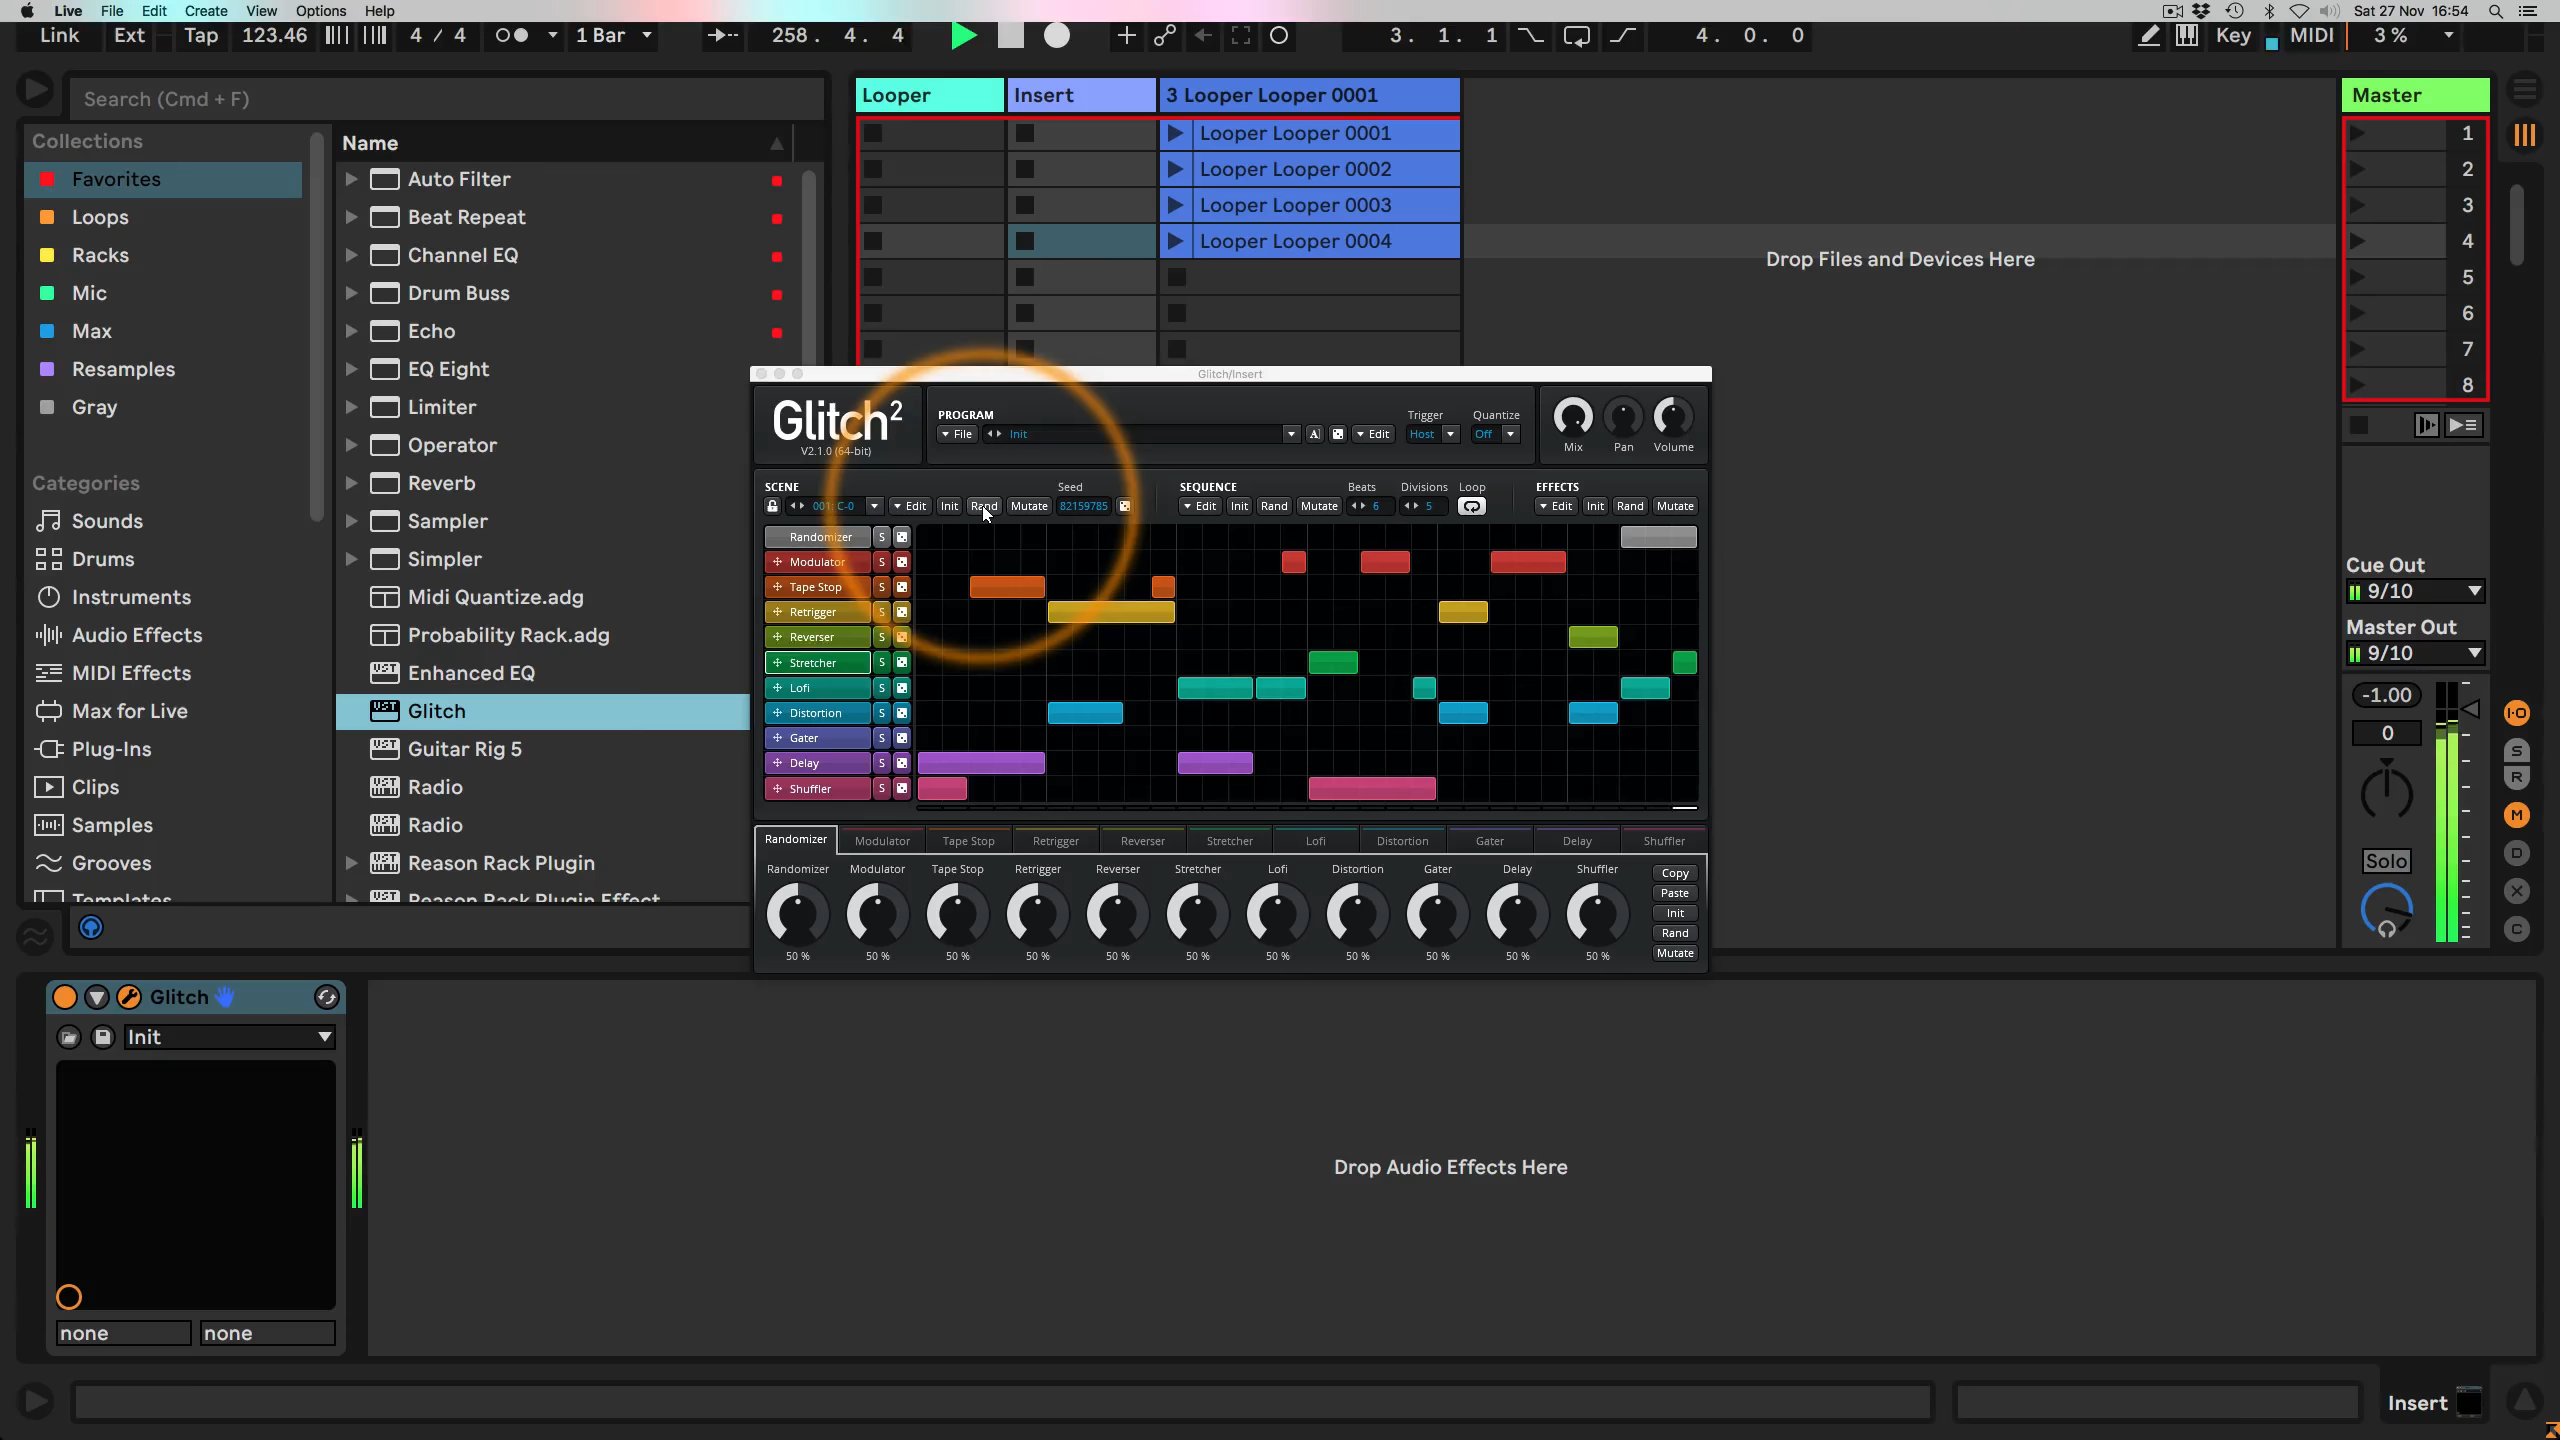 Live File Edit Create View Options Help
Sat 27 Nov 16:54
Link Ext Tap 123.46 4 / 4 1 Bar 258. 4. 4 3. 1. 1 4. 0. 0 Key MIDI 3 %
Search (Cmd + F)
Collections
Favorites
Loops
Racks
Mic
Max
Resamples
Gray
Categories
Sounds
Drums
Instruments
Audio Effects
MIDI Effects
Max for Live
Plug-Ins
Clips
Samples
Grooves
Templates
Name
Auto Filter
Beat Repeat
Channel EQ
Drum Buss
Echo
EQ Eight
Limiter
Operator
Reverb
Sampler
Simpler
Midi Quantize.adg
Probability Rack.adg
Enhanced EQ
Glitch
Guitar Rig 5
Radio
Radio
Reason Rack Plugin
Reason Rack Plugin Effect
Looper Insert 3 Looper Looper 0001
Looper Looper 0001
Looper Looper 0002
Looper Looper 0003
Looper Looper 0004
Drop Files and Devices Here
Master
1
2
3
4
5
6
7
8
Cue Out
9/10
Master Out
9/10
-1.00
0
Solo
I·O
S
R
M
D
X
C
Glitch/Insert
Glitch2
V2.1.0 (64-bit)
PROGRAM
File Init A Edit
Trigger Quantize
Host Off
Mix Pan Volume
SCENE Seed
001: C-0 Edit Init Rand Mutate 82159785
SEQUENCE Beats Divisions Loop
Edit Init Rand Mutate 6 5
EFFECTS
Edit Init Rand Mutate
Randomizer S
Modulator S
Tape Stop S
Retrigger S
Reverser S
Stretcher S
Lofi S
Distortion S
Gater S
Delay S
Shuffler S
Randomizer Modulator Tape Stop Retrigger Reverser Stretcher Lofi Distortion Gater Delay Shuffler
Randomizer Modulator Tape Stop Retrigger Reverser Stretcher Lofi Distortion Gater Delay Shuffler
50 % 50 % 50 % 50 % 50 % 50 % 50 % 50 % 50 % 50 % 50 %
Copy
Paste
Init
Rand
Mutate
Glitch
Init
none none
Drop Audio Effects Here
Insert